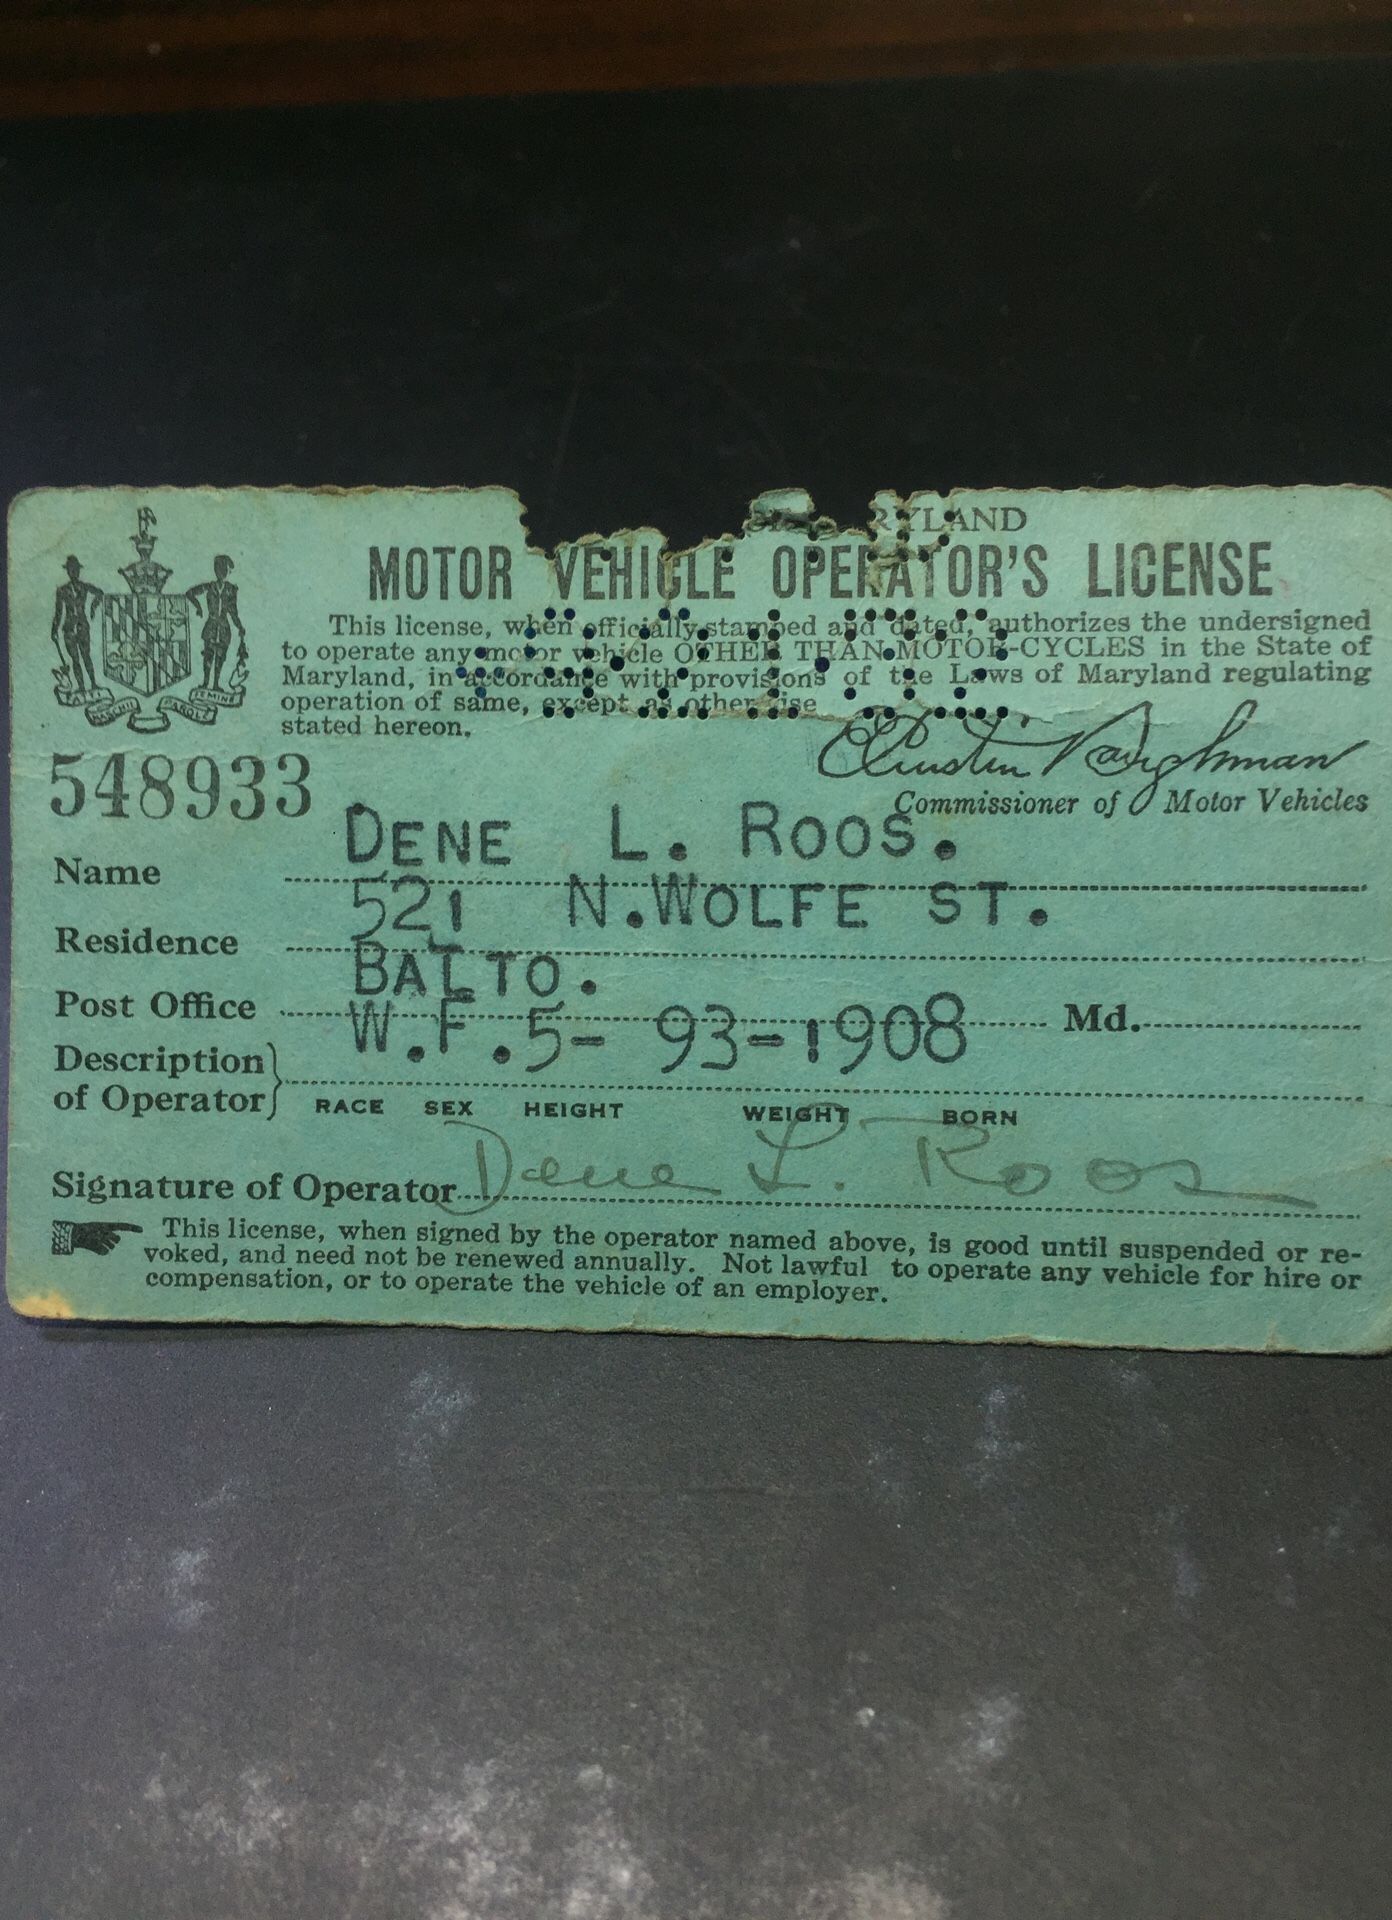 RYLAND
MOTOR VEHICLE OPERATOR'S LICENSE
This license, when officially stamped and dated, authorizes the undersigned
to operate any motor vehicle OTHER THAN MOTOR-CYCLES in the State of
Maryland, in accordance with provisions of the Laws of Maryland regulating
operation of same, except as otherwise
stated hereon.
E Austin Baughman
Commissioner of Motor Vehicles
548933
Name DENE L. ROOS.
Residence 521 N. WOLFE ST.
Post Office BALTO. Md.
Description of Operator W. F. 5- 93-1908
RACE SEX HEIGHT WEIGHT BORN
Signature of Operator Dene L. Roos
This license, when signed by the operator named above, is good until suspended or re-
voked, and need not be renewed annually. Not lawful to operate any vehicle for hire or
compensation, or to operate the vehicle of an employer.